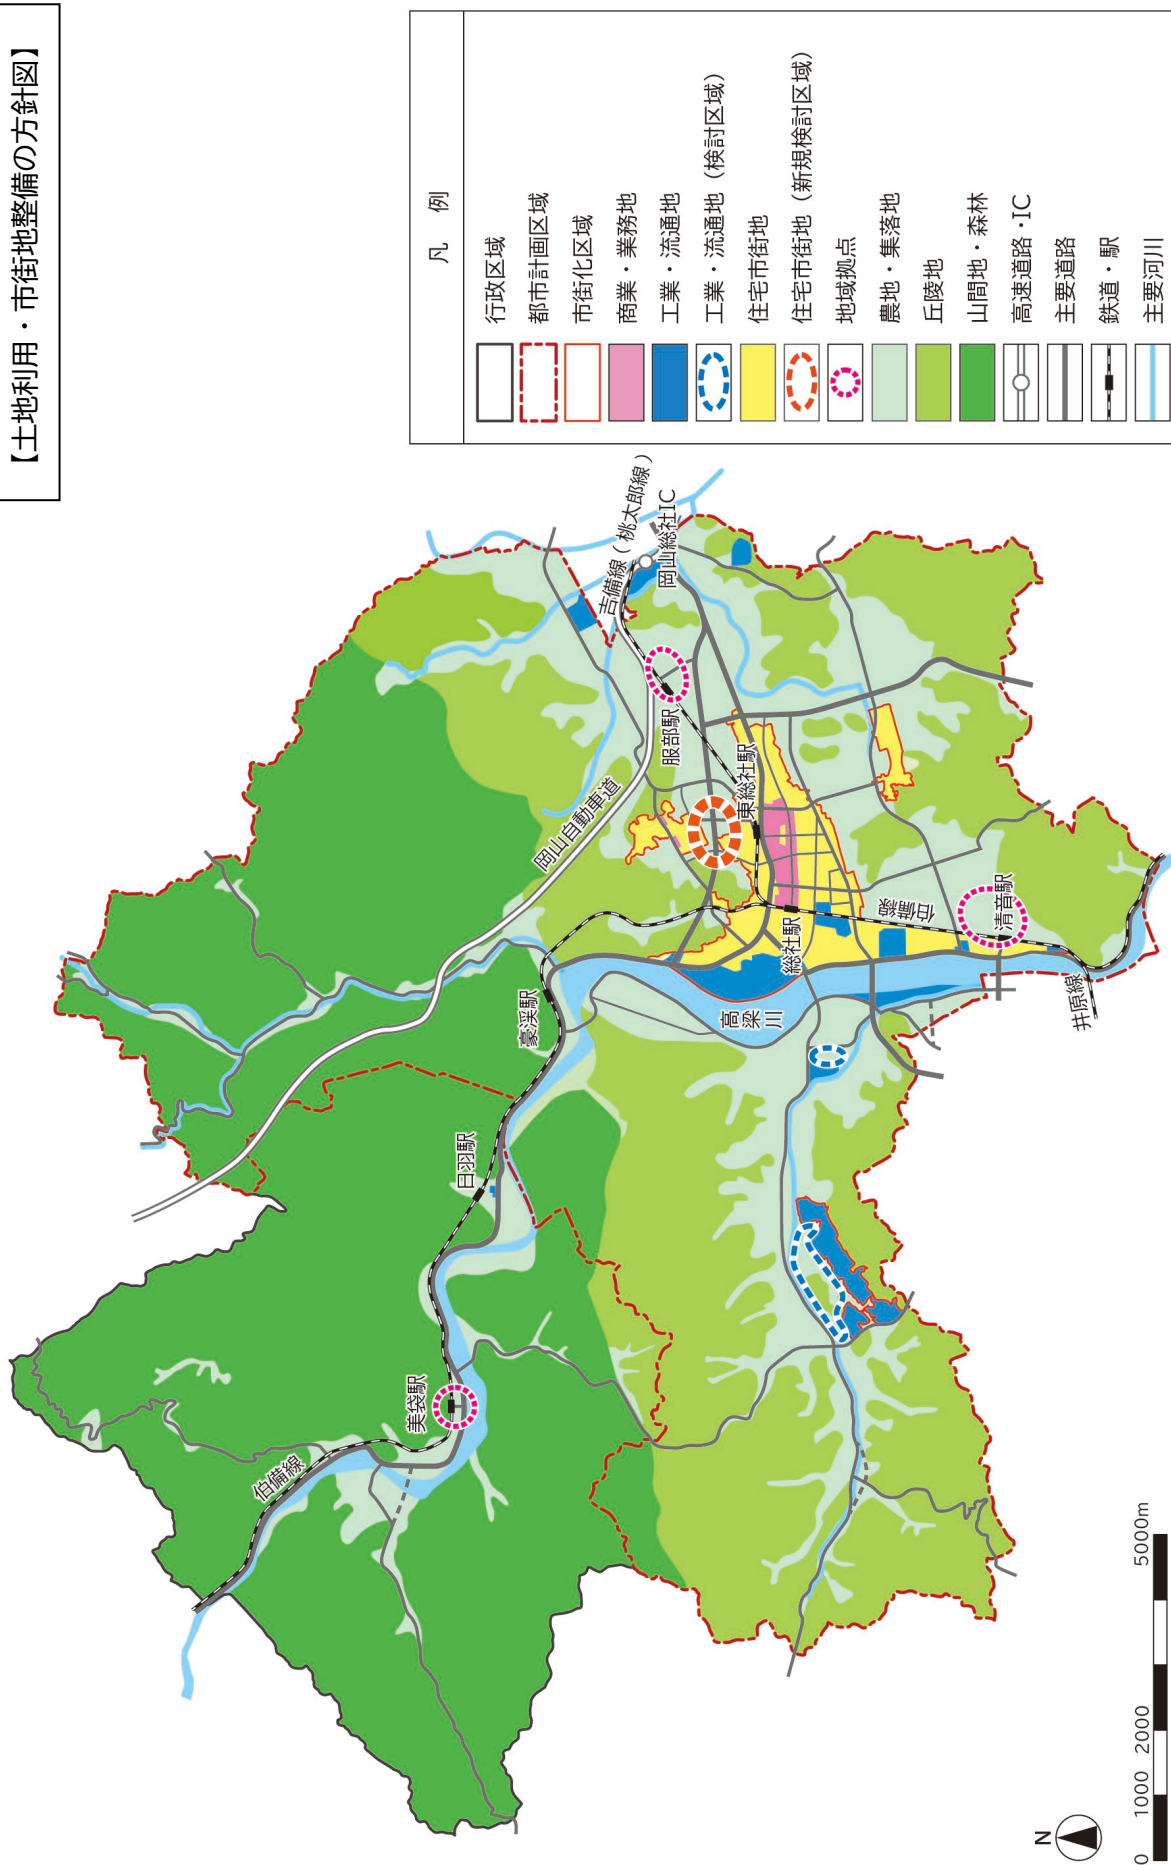 【土地利用・市街地整備の方針図】
凡　例
行政区域
都市計画区域
市街化区域
商業・業務地
工業・流通地
工業・流通地（検討区域）
住宅市街地
住宅市街地（新規検討区域）
地域拠点
農地・集落地
丘陵地
山間地・森林
高速道路・IC
主要道路
鉄道・駅
主要河川
吉備線（桃太郎線）
岡山総社IC
服部駅
岡山自動車道
東総社駅
総社駅
伯備線
清音駅
井原線
高梁川
豪渓駅
日羽駅
美袋駅
伯備線
N
0 1000 2000 5000m